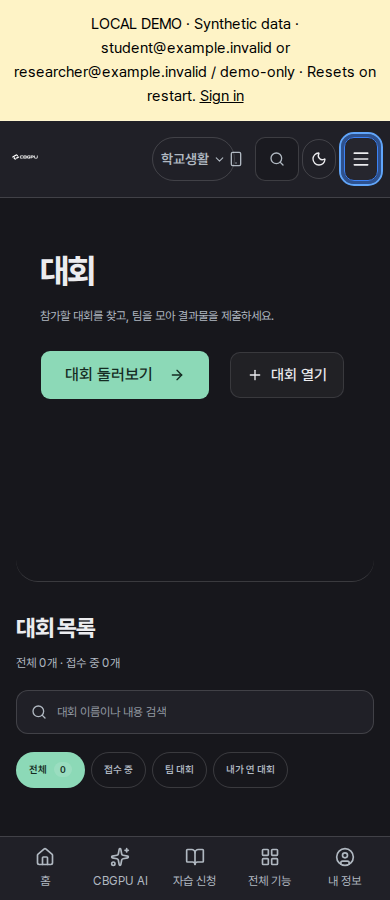 LOCAL DEMO · Synthetic data ·
student@example.invalid or
researcher@example.invalid / demo-only · Resets on
restart. Sign in
CBGPU
학교생활
대회
참가할 대회를 찾고, 팀을 모아 결과물을 제출하세요.
대회 둘러보기
대회 열기
대회 목록
전체 0개 · 접수 중 0개
대회 이름이나 내용 검색
전체 0 접수 중 팀 대회 내가 연 대회
홈 CBGPU AI 자습 신청 전체 기능 내 정보